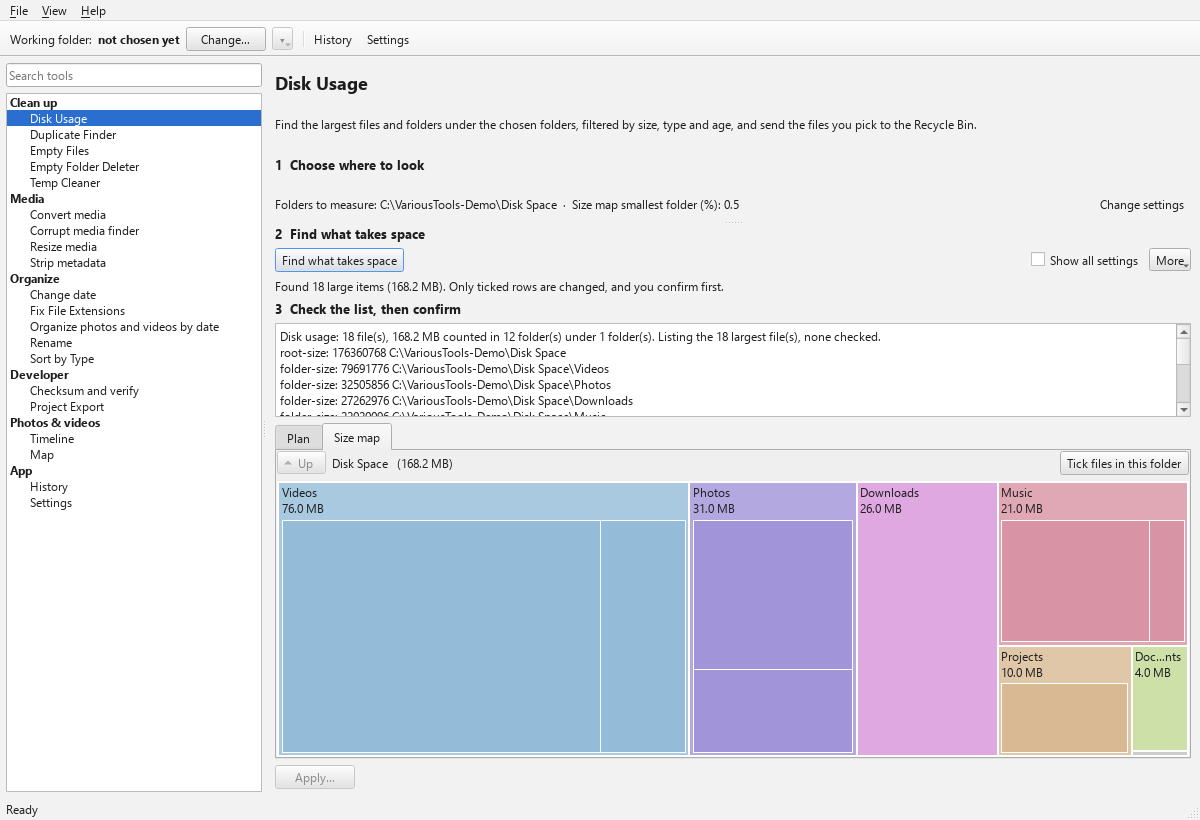 File View Help
Working folder: not chosen yet Change... History Settings
Search tools
Clean up
Disk Usage
Duplicate Finder
Empty Files
Empty Folder Deleter
Temp Cleaner
Media
Convert media
Corrupt media finder
Resize media
Strip metadata
Organize
Change date
Fix File Extensions
Organize photos and videos by date
Rename
Sort by Type
Developer
Checksum and verify
Project Export
Photos & videos
Timeline
Map
App
History
Settings
Disk Usage
Find the largest files and folders under the chosen folders, filtered by size, type and age, and send the files you pick to the Recycle Bin.
1 Choose where to look
Folders to measure: C:\VariousTools-Demo\Disk Space · Size map smallest folder (%): 0.5 Change settings
2 Find what takes space
Find what takes space Show all settings More
Found 18 large items (168.2 MB). Only ticked rows are changed, and you confirm first.
3 Check the list, then confirm
Disk usage: 18 file(s), 168.2 MB counted in 12 folder(s) under 1 folder(s). Listing the 18 largest file(s), none checked.
root-size: 176360768 C:\VariousTools-Demo\Disk Space
folder-size: 79691776 C:\VariousTools-Demo\Disk Space\Videos
folder-size: 32505856 C:\VariousTools-Demo\Disk Space\Photos
folder-size: 27262976 C:\VariousTools-Demo\Disk Space\Downloads
folder-size: C:\VariousTools-Demo\Disk Space\Music
Plan Size map
Up Disk Space (168.2 MB) Tick files in this folder
Videos
76.0 MB
Photos
31.0 MB
Downloads
26.0 MB
Music
21.0 MB
Projects
10.0 MB
Doc...nts
4.0 MB
Apply...
Ready